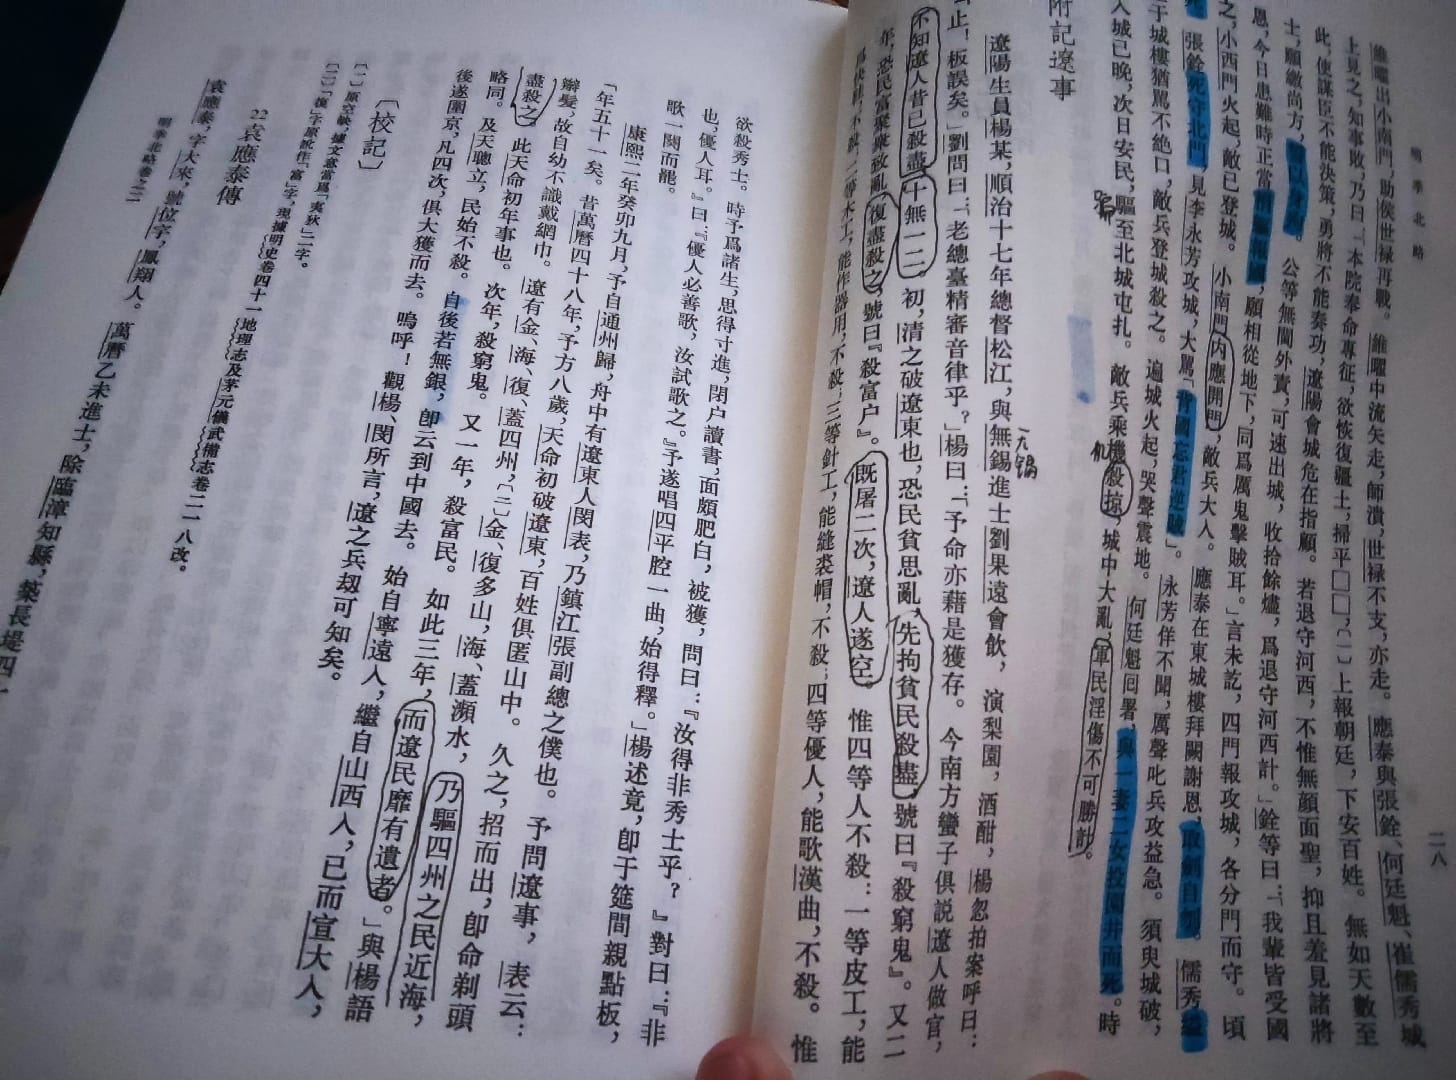 明季北略
二八
維曜出小南門，助侯世禄再戰。維曜中流矢走，師潰，世禄不支，亦走。應泰與張銓、何廷魁、崔儒秀城
上見之，知事敗，乃曰：「本院奉命專征，欲恢復疆土，掃平□□，〔一〕上報朝廷，下安百姓。無如天數至
此，使謀臣不能決策，勇將不能奏功，遼陽會城危在指顧。若退守河西，不惟無顔面聖，抑且羞見諸將
士，願繳尚方，以身殉。公等無閫外責，可速出城，收拾餘燼，爲退守河西計。」銓等曰：「我輩皆受國
恩，今日患難時正當捐軀報國，願相從地下，同爲厲鬼擊賊耳。」言未訖，四門報攻城，各分門而守。頃
之，小西門火起，敵已登城。小南門内應開門，敵兵大入。應泰在東城樓拜闕謝恩，取劍自刎。儒秀縊
死。張銓死守北門，見李永芳攻城，大罵「背國忘君逆賊」。永芳佯不聞，厲聲叱兵攻益急。須臾城破，
于城樓猶罵不絶口，敵兵登城殺之。遍城火起，哭聲震地。何廷魁回署，與一妻二女投園井而死。時
入城已晚，次日安民，驅至北城屯扎。敵兵乘機殺掠，城中大亂，軍民淫傷不可勝計。
附記遼事
遼陽生員楊某，順治十七年總督松江，與無錫進士劉果遠會飲，演梨園，酒酣，楊忽拍案呼曰：
「止，板誤矣。」劉問曰：「老總臺精審音律乎？」楊曰：「予命亦藉是獲存。今南方蠻子俱説遼人做官，
不知遼人昔已殺盡，十無一二。初，清之破遼東也，恐民貧思亂，先拘貧民殺盡，號曰『殺窮鬼』。又二
年，恐民富聚衆致亂，復盡殺之，號曰『殺富户』。既屠二次，遼人遂空。惟四等人不殺：一等皮工，能
爲快鞋，不殺；二等木工，能作器用，不殺；三等針工，能縫裘帽，不殺；四等優人，能歌漢曲，不殺。惟
欲殺秀士。時予爲諸生，思得寸進，閉户讀書，面頗肥白，被獲，問曰：『汝得非秀士乎？』對曰：『非
也，優人耳。』曰：『優人必善歌，汝試歌之。』予遂唱四平腔一曲，始得釋。」楊述竟，即于筵間親點板，
歌一闋而罷。
康熙二年癸卯九月，予自通州歸，舟中有遼東人閔表，乃鎮江張副總之僕也。予問遼事，表云：
「年五十一矣。昔萬曆四十八年，予方八歲，天命初破遼東，百姓俱匿山中。久之，招而出，即命剃頭
辮髮，故自幼不識戴網巾。遼有金、海、復、蓋四州，〔二〕金、復多山，海、蓋瀕水，乃驅四州之民近海，
盡殺之，此天命初年事也。次年，殺窮鬼。又一年，殺富民。如此三年，而遼民靡有遺者。」與楊語
略同。及天聰立，民始不殺。自後若無銀，即云到中國去。始自寧遠人，繼自山西人，已而宣大人，
後遂圍京，凡四次，俱大獲而去。嗚呼！觀楊、閔所言，遼之兵刼可知矣。
〔校記〕
〔一〕原空缺，據文意當爲「夷狄」二字。
〔二〕「復」字原訛作「富」字，現據明史卷四十一地理志及茅元儀武備志卷二一八改。
22袁應泰傳
袁應泰，字大來，號位宇，鳳翔人。萬曆乙未進士，除臨漳知縣，築長堤四十
明季北略卷之二